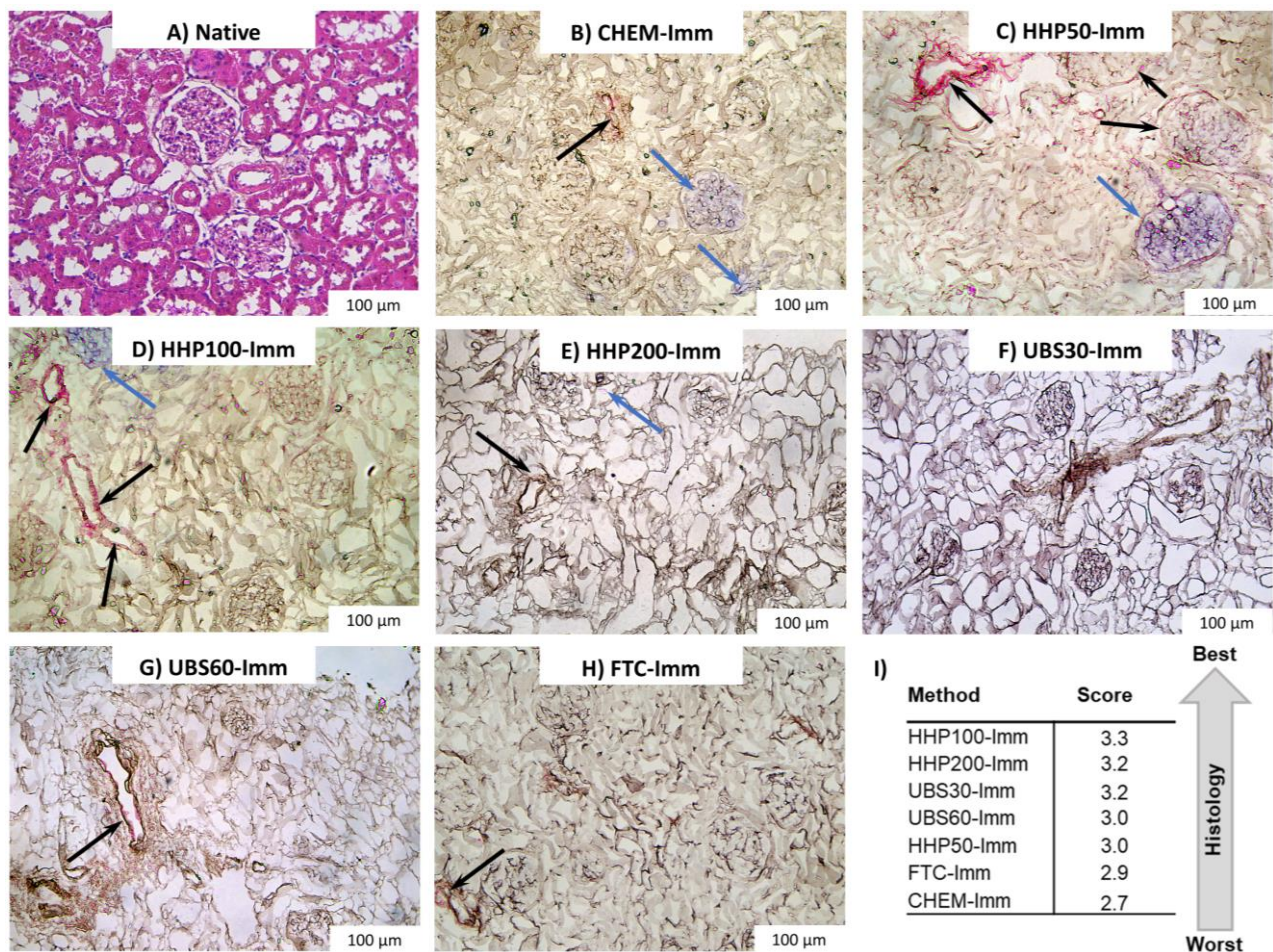 A) Native
100 µm
B) CHEM-Imm
100 µm
C) HHP50-Imm
100 µm
D) HHP100-Imm
100 µm
E) HHP200-Imm
100 µm
F) UBS30-Imm
100 µm
G) UBS60-Imm
100 µm
H) FTC-Imm
100 µm
I)
Method Score
HHP100-Imm 3.3
HHP200-Imm 3.2
UBS30-Imm 3.2
UBS60-Imm 3.0
HHP50-Imm 3.0
FTC-Imm 2.9
CHEM-Imm 2.7
Best
Histology
Worst